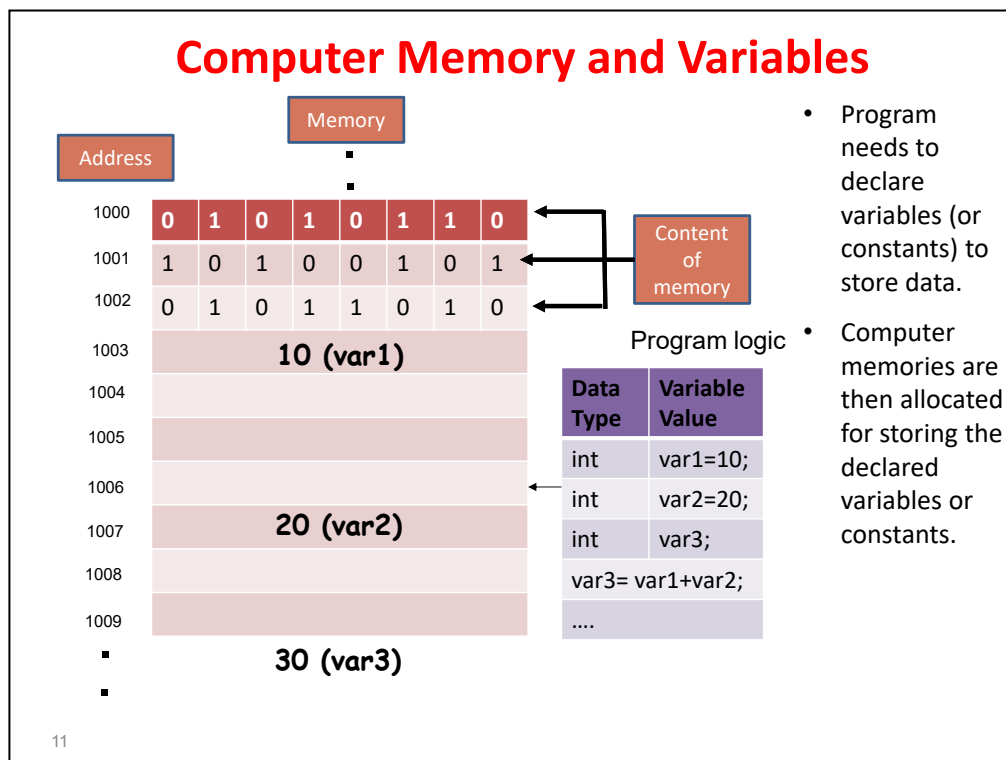 Computer Memory and Variables
Memory
Address
1000 0 1 0 1 0 1 1 0
1001 1 0 1 0 0 1 0 1
1002 0 1 0 1 1 0 1 0
1003 10 (var1)
1004
1005
1006
1007 20 (var2)
1008
1009
30 (var3)
Content
of
memory
Program logic
Data Variable
Type Value
int var1=10;
int var2=20;
int var3;
var3= var1+var2;
....
• Program
needs to
declare
variables (or
constants) to
store data.
• Computer
memories are
then allocated
for storing the
declared
variables or
constants.
11